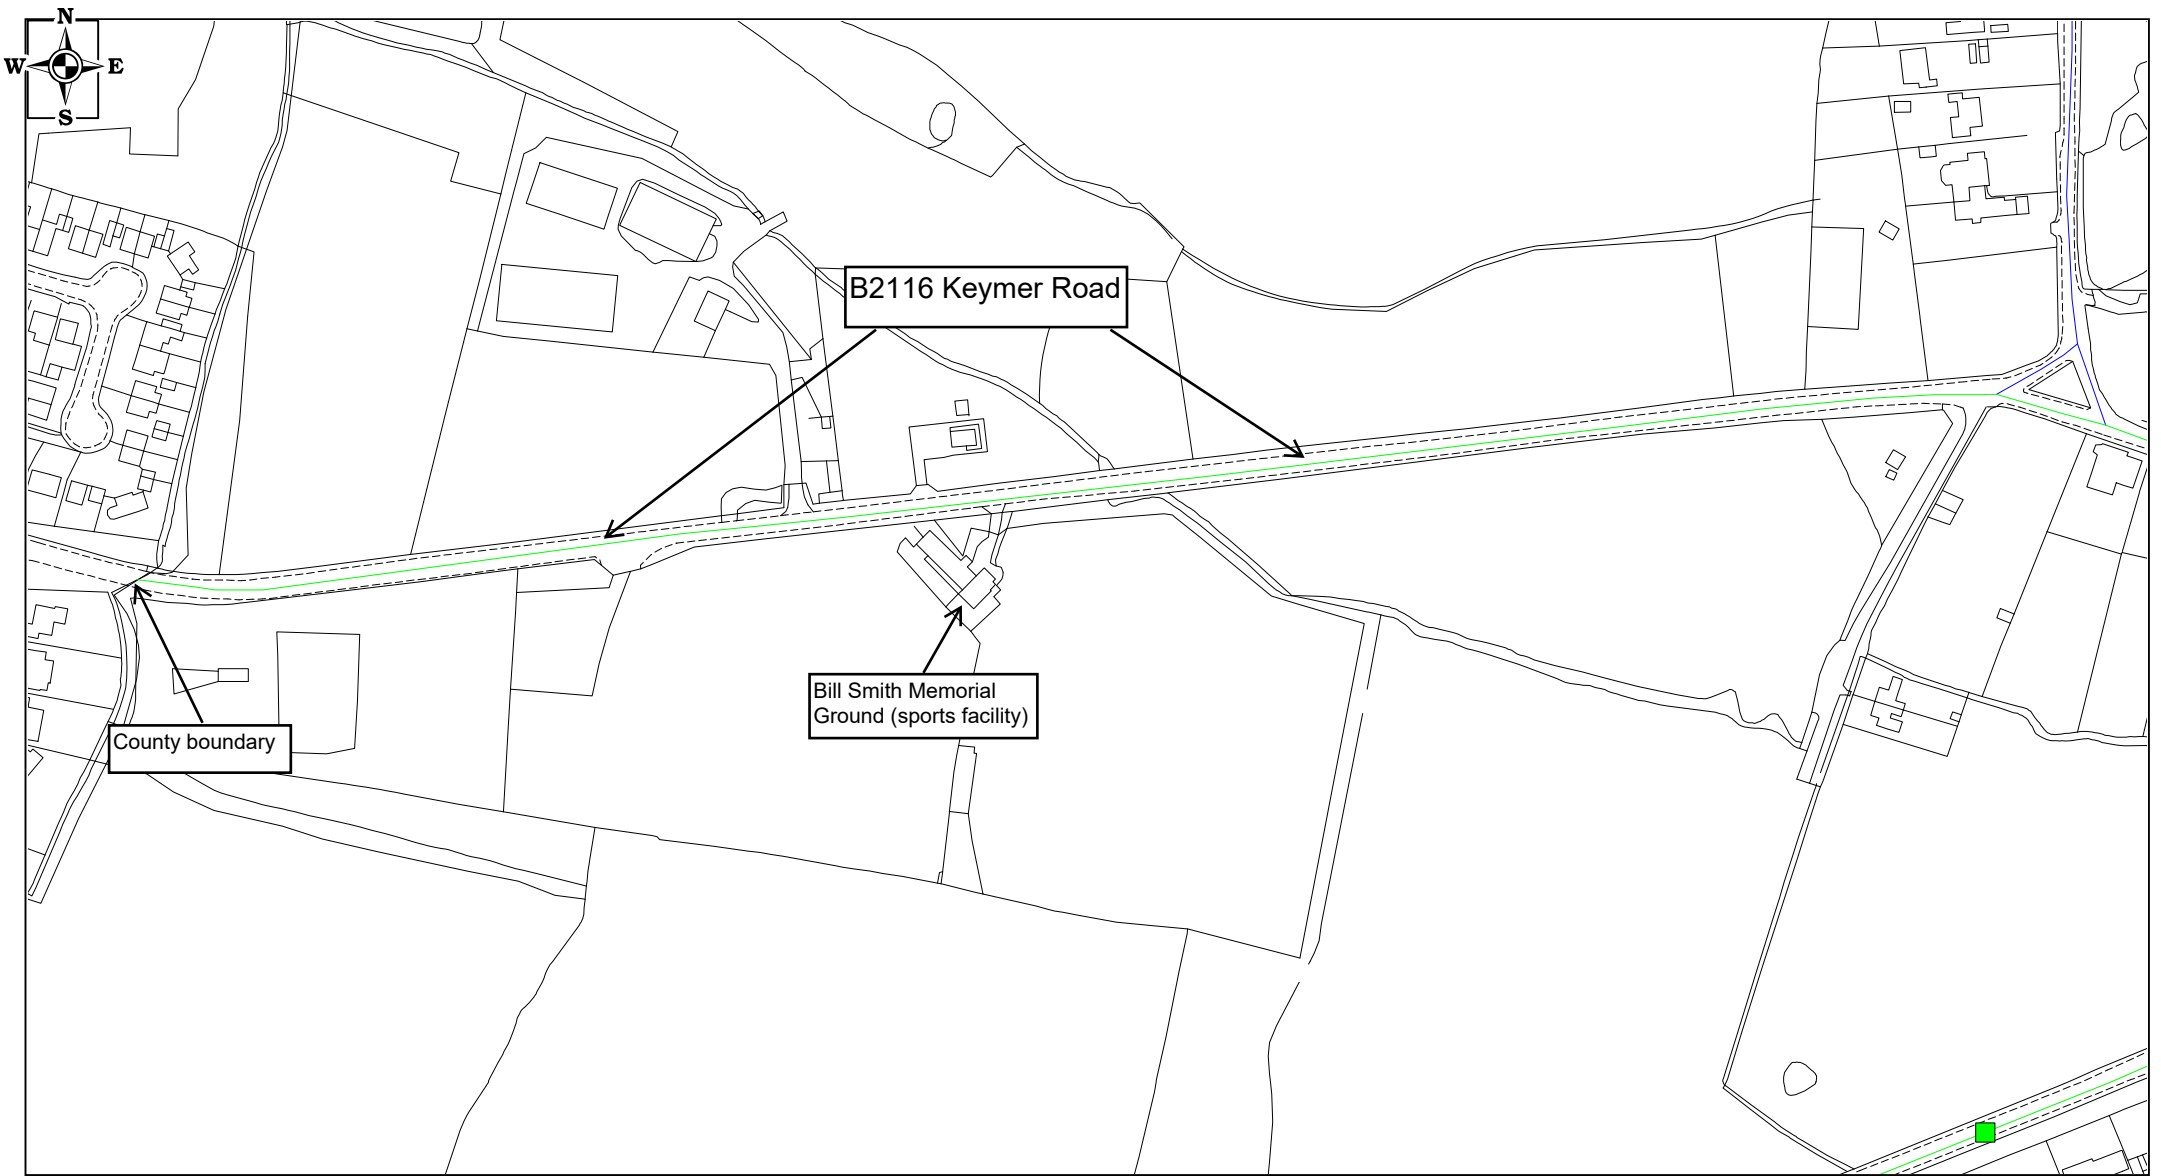 N
W E
S
B2116 Keymer Road
Bill Smith Memorial
Ground (sports facility)
County boundary